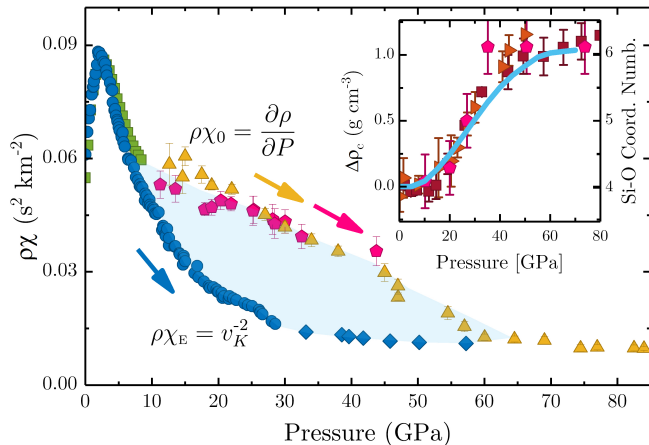 0.09
0.06
0.03
0.00
ρχ (s² km⁻²)
10 20 30 40 50 60 70 80
Pressure (GPa)
ρχ₀ = ∂ρ/∂P
ρχ_E = v_K⁻²
1.0
0.5
0.0
Δρ_c (g cm⁻³)
6
5
4
Si-O Coord. Numb.
0 20 40 60 80
Pressure [GPa]